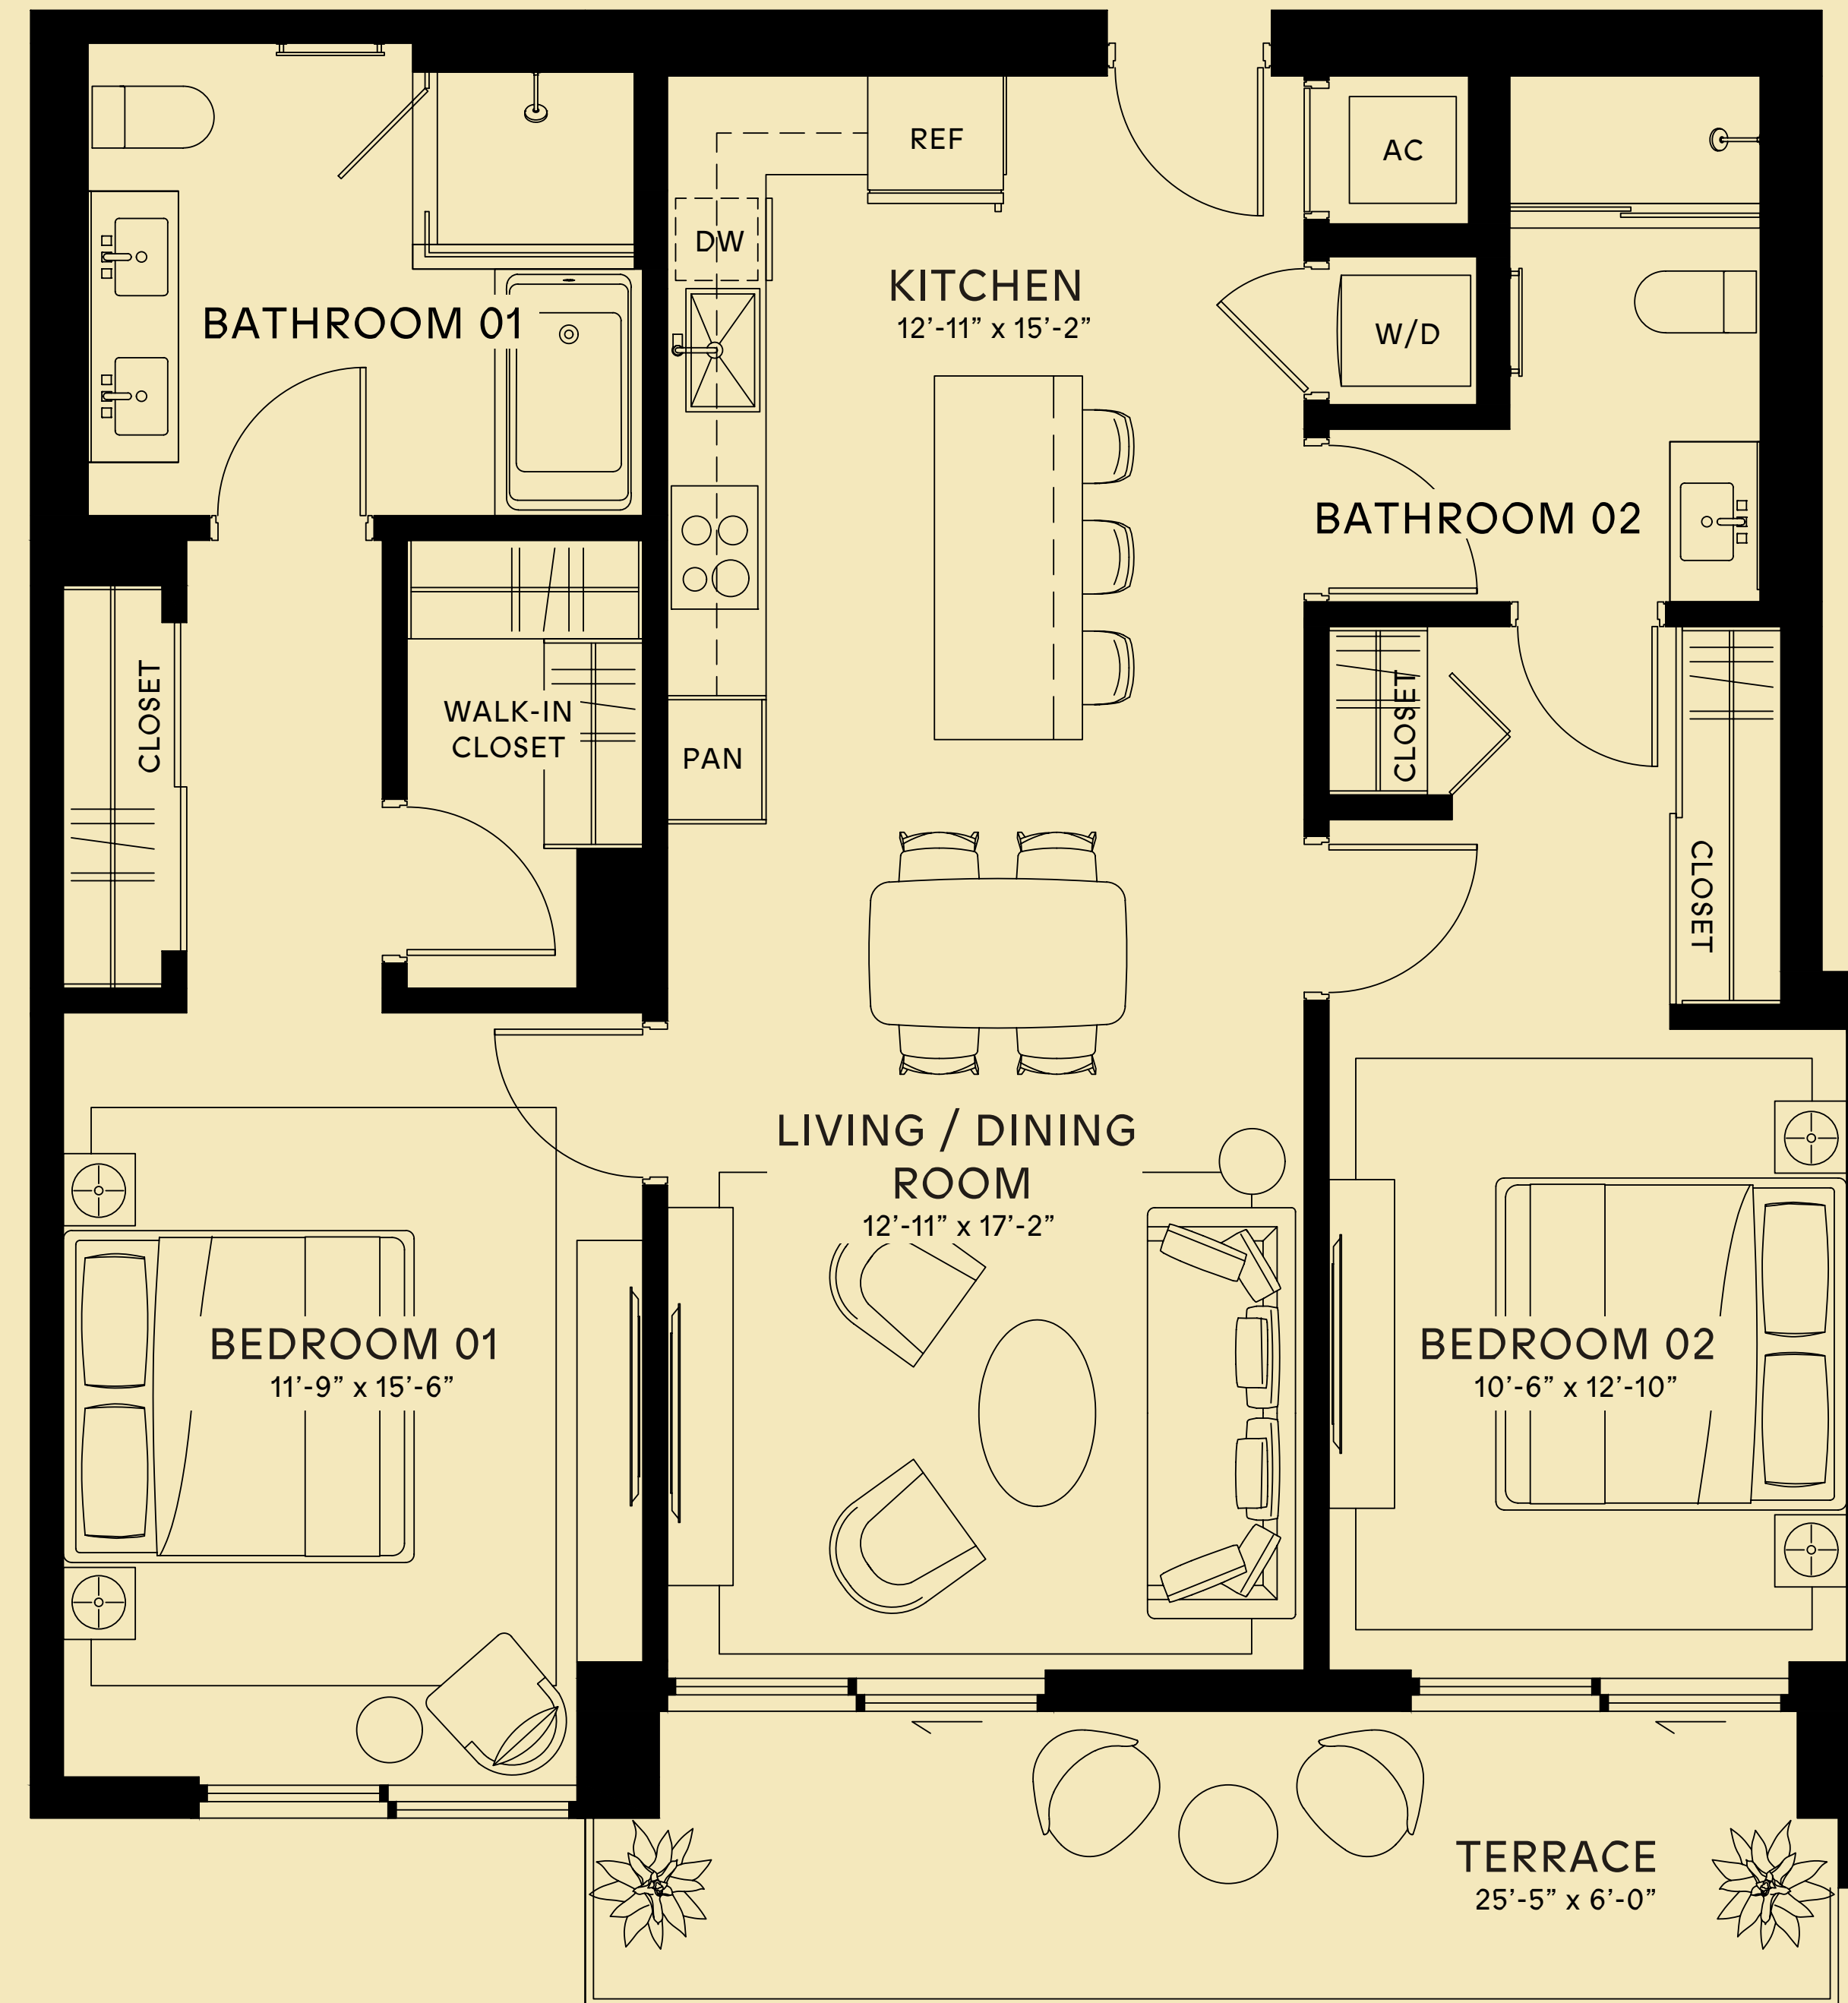 REF
AC
DW
KITCHEN
12’-11” x 15’-2”
BATHROOM 01
W/D
BATHROOM 02
CLOSET
WALK-IN
CLOSET
PAN
CLOSET
CLOSET
LIVING / DINING
ROOM
12’-11” x 17’-2”
BEDROOM 01
11’-9” x 15’-6”
BEDROOM 02
10’-6” x 12’-10”
TERRACE
25’-5” x 6’-0”